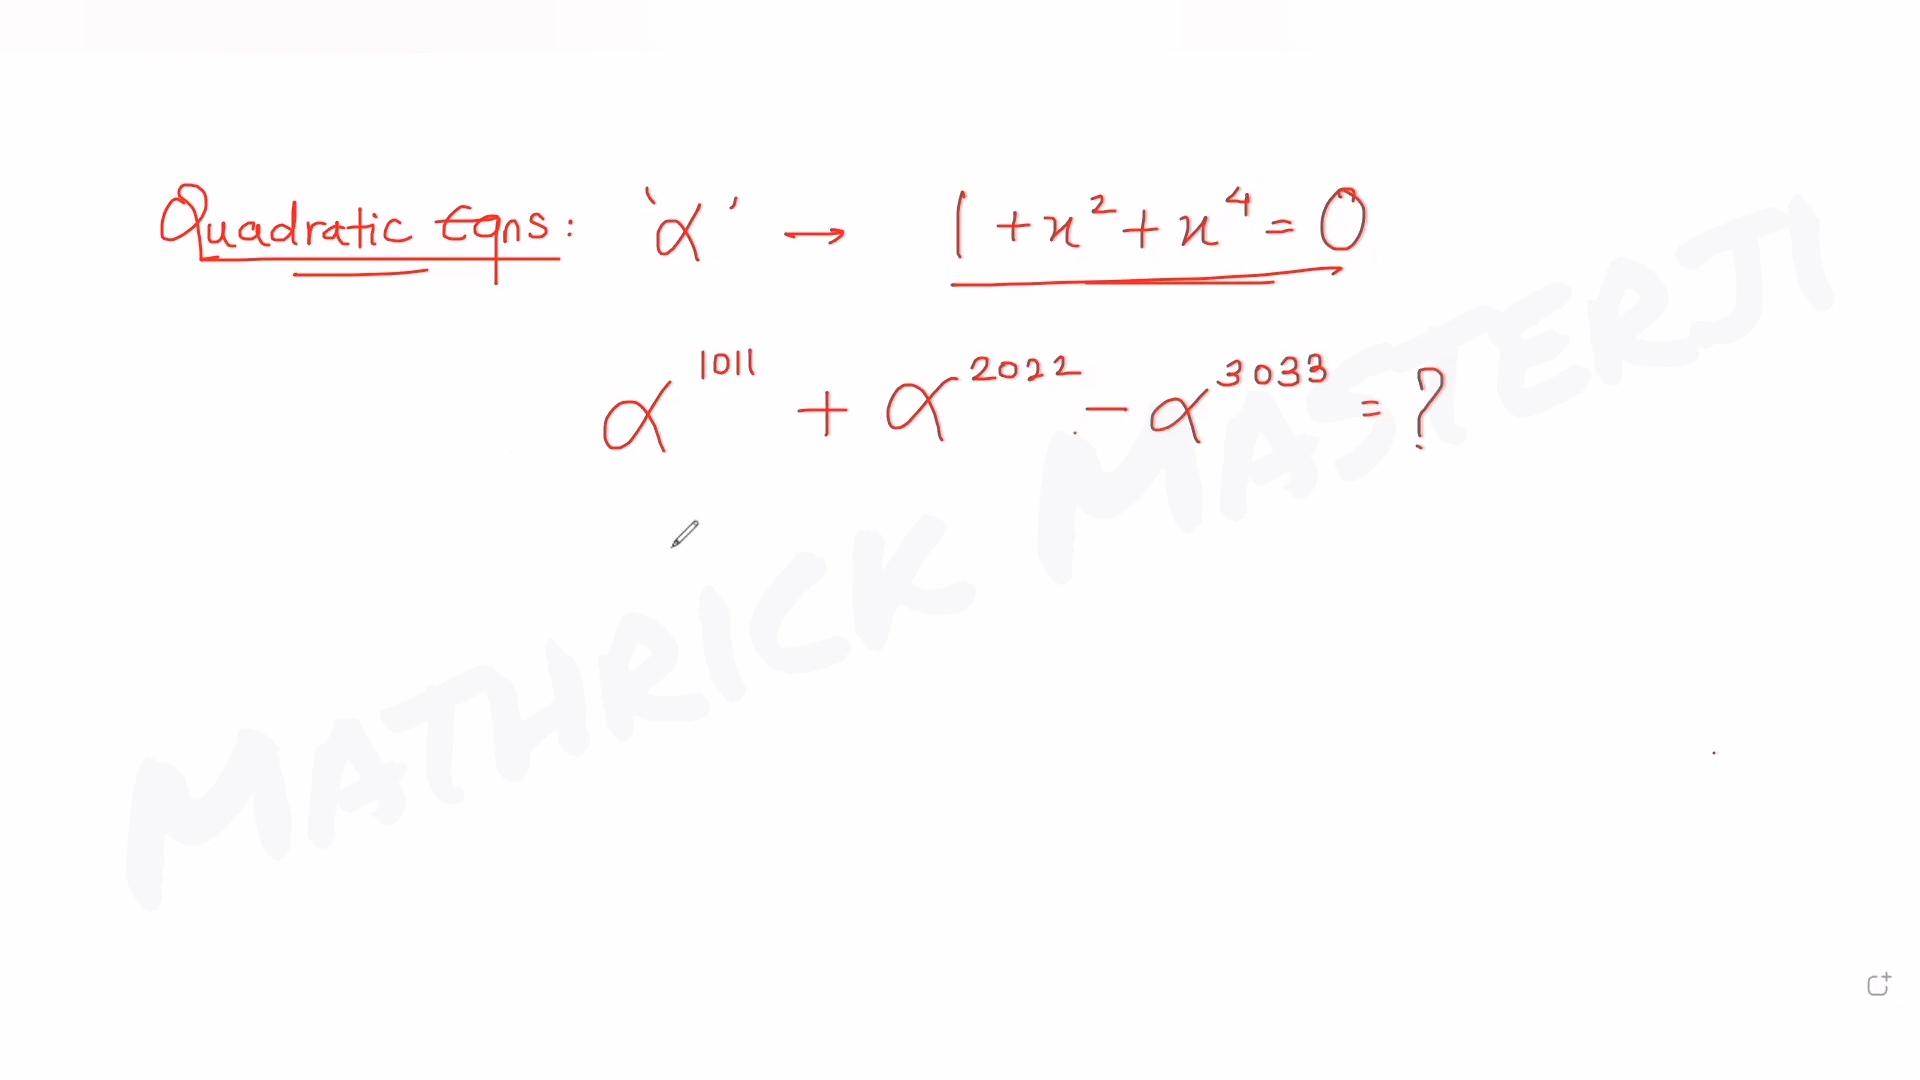 Quadratic Eqns: 'α' → 1 + x² + x⁴ = 0
α¹⁰¹¹ + α²⁰²² - α³⁰³³ = ?
MATHRICK MASTERJI